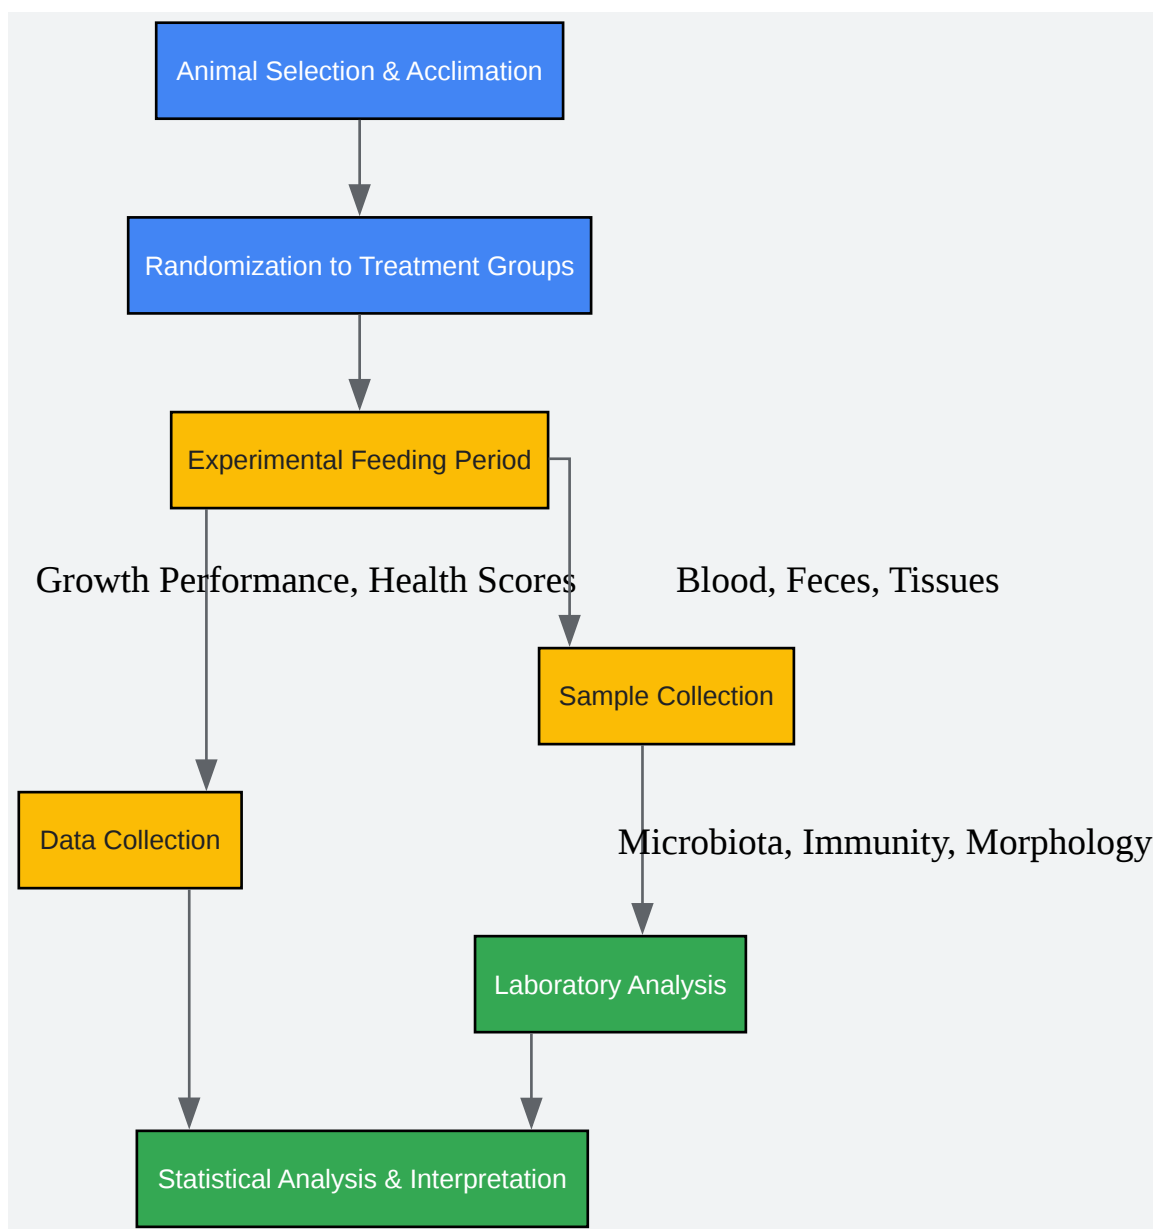 Animal Selection & Acclimation
Randomization to Treatment Groups
Experimental Feeding Period
Growth Performance, Health Scores
Blood, Feces, Tissues
Sample Collection
Data Collection
Microbiota, Immunity, Morphology
Laboratory Analysis
Statistical Analysis & Interpretation